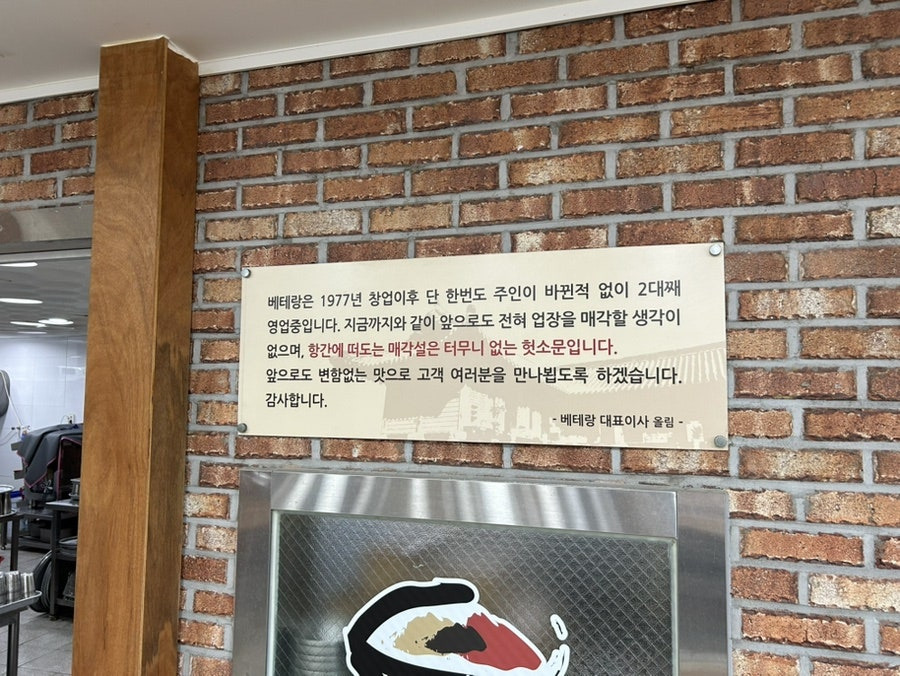 베테랑은 1977년 창업이후 단 한번도 주인이 바뀐적 없이 2대째
영업중입니다. 지금까지와 같이 앞으로도 전혀 업장을 매각할 생각이
없으며, 항간에 떠도는 매각설은 터무니 없는 헛소문입니다.
앞으로도 변함없는 맛으로 고객 여러분을 만나뵙도록 하겠습니다.
감사합니다.
- 베테랑 대표이사 올림 -